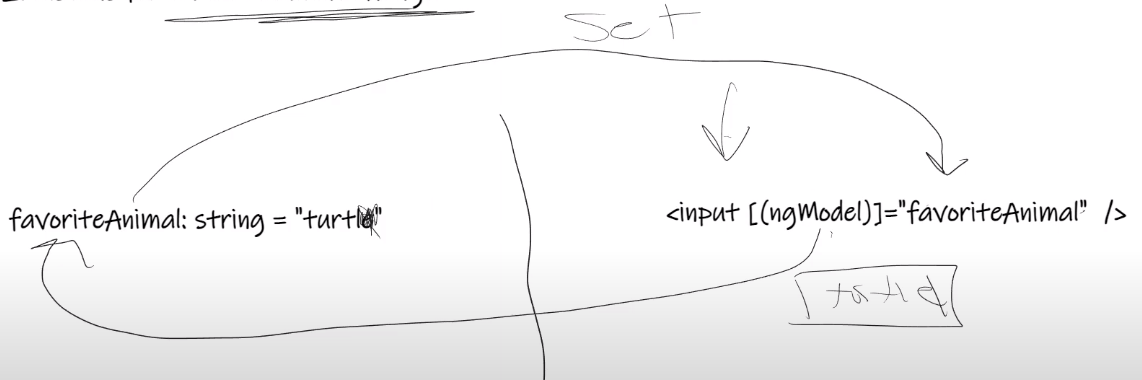 set
favoriteAnimal: string = "turtle"
<input [(ngModel)]="favoriteAnimal" />